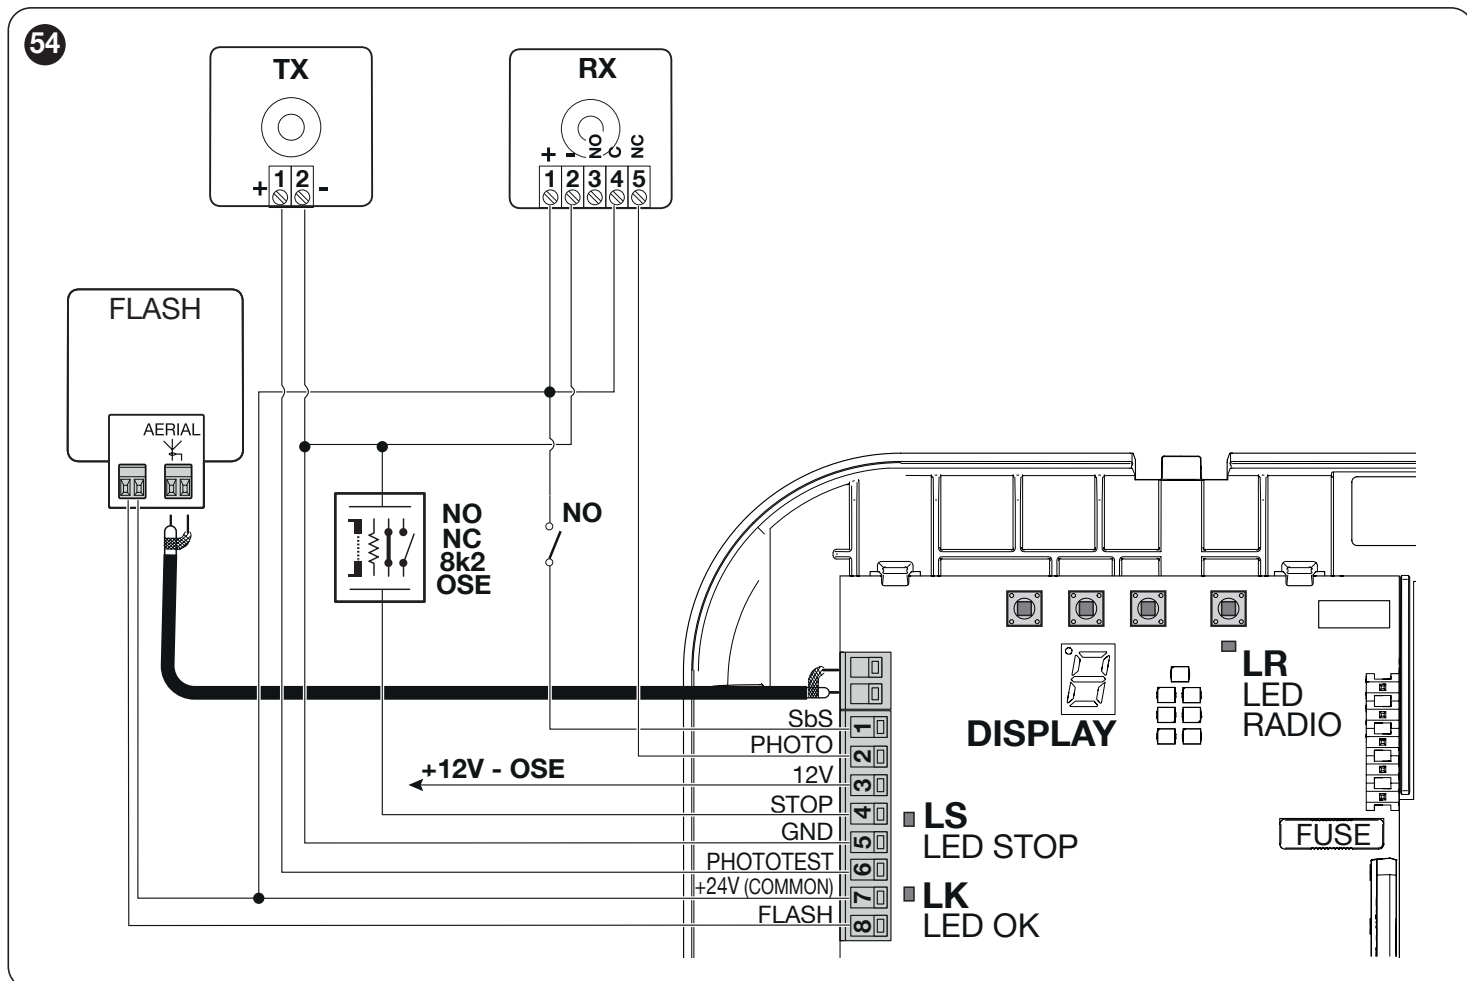 54
TX
RX
+ 1 2 -
+ - NO C NC
1 2 3 4 5
FLASH
AERIAL
NO
NC
8k2
OSE
NO
LR
LED
RADIO
DISPLAY
SbS 1
PHOTO 2
+12V - OSE
12V 3
STOP 4
GND 5
PHOTOTEST 6
+24V (COMMON) 7
FLASH 8
LS
LED STOP
LK
LED OK
FUSE